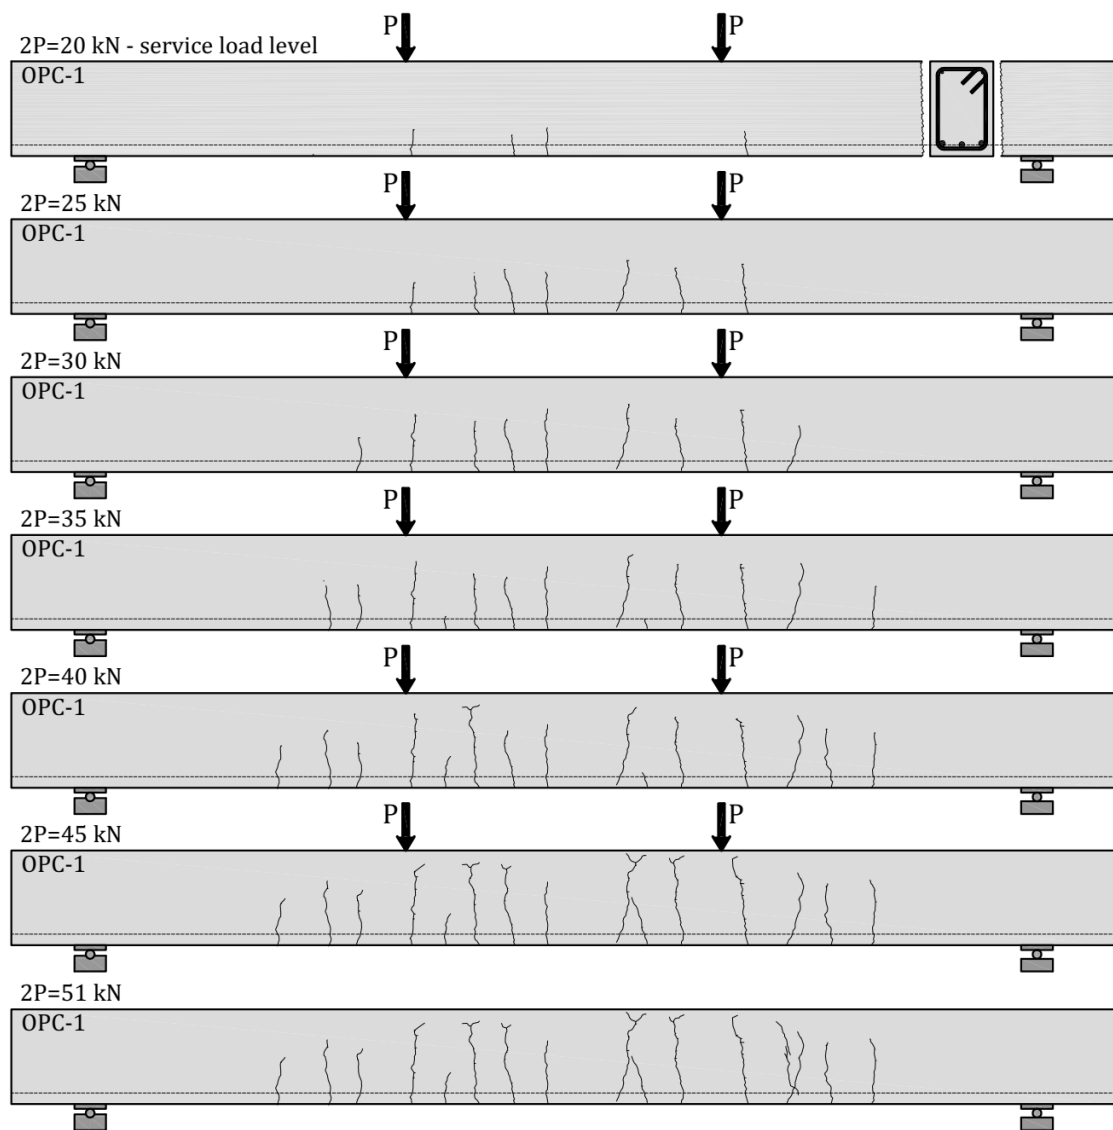 P P
2P=20 kN - service load level
OPC-1
P P
2P=25 kN
OPC-1
P P
2P=30 kN
OPC-1
P P
2P=35 kN
OPC-1
P P
2P=40 kN
OPC-1
P P
2P=45 kN
OPC-1
2P=51 kN
OPC-1